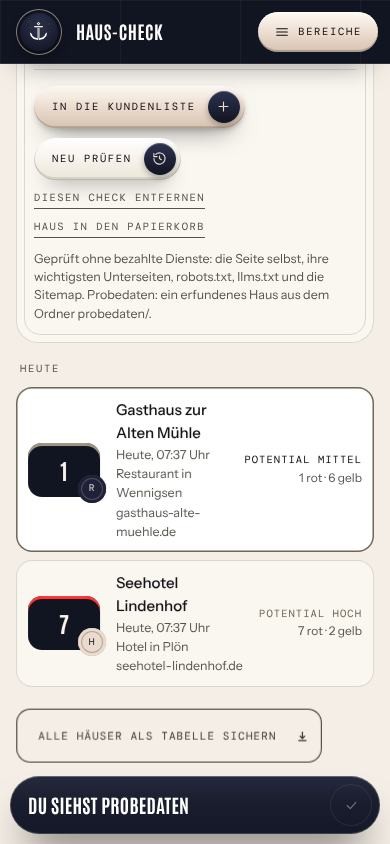 HAUS-CHECK
BEREICHE
IN DIE KUNDENLISTE
NEU PRÜFEN
DIESEN CHECK ENTFERNEN
HAUS IN DEN PAPIERKORB
Geprüft ohne bezahlte Dienste: die Seite selbst, ihre
wichtigsten Unterseiten, robots.txt, llms.txt und die
Sitemap. Probedaten: ein erfundenes Haus aus dem
Ordner probedaten/.
HEUTE
1
R
Gasthaus zur
Alten Mühle
Heute, 07:37 Uhr
Restaurant in
Wennigsen
gasthaus-alte-
muehle.de
POTENTIAL MITTEL
1 rot · 6 gelb
7
H
Seehotel
Lindenhof
Heute, 07:37 Uhr
Hotel in Plön
seehotel-lindenhof.de
POTENTIAL HOCH
7 rot · 2 gelb
ALLE HÄUSER ALS TABELLE SICHERN
DU SIEHST PROBEDATEN